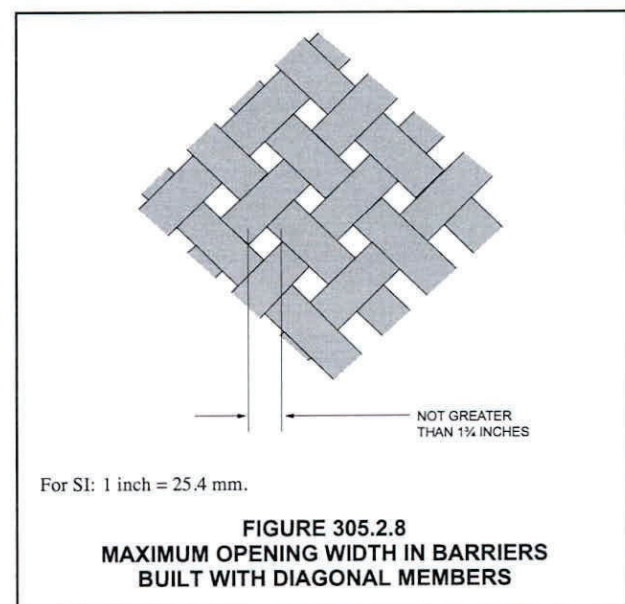 NOT GREATER
THAN 1¾ INCHES
For SI: 1 inch = 25.4 mm.
FIGURE 305.2.8
MAXIMUM OPENING WIDTH IN BARRIERS
BUILT WITH DIAGONAL MEMBERS